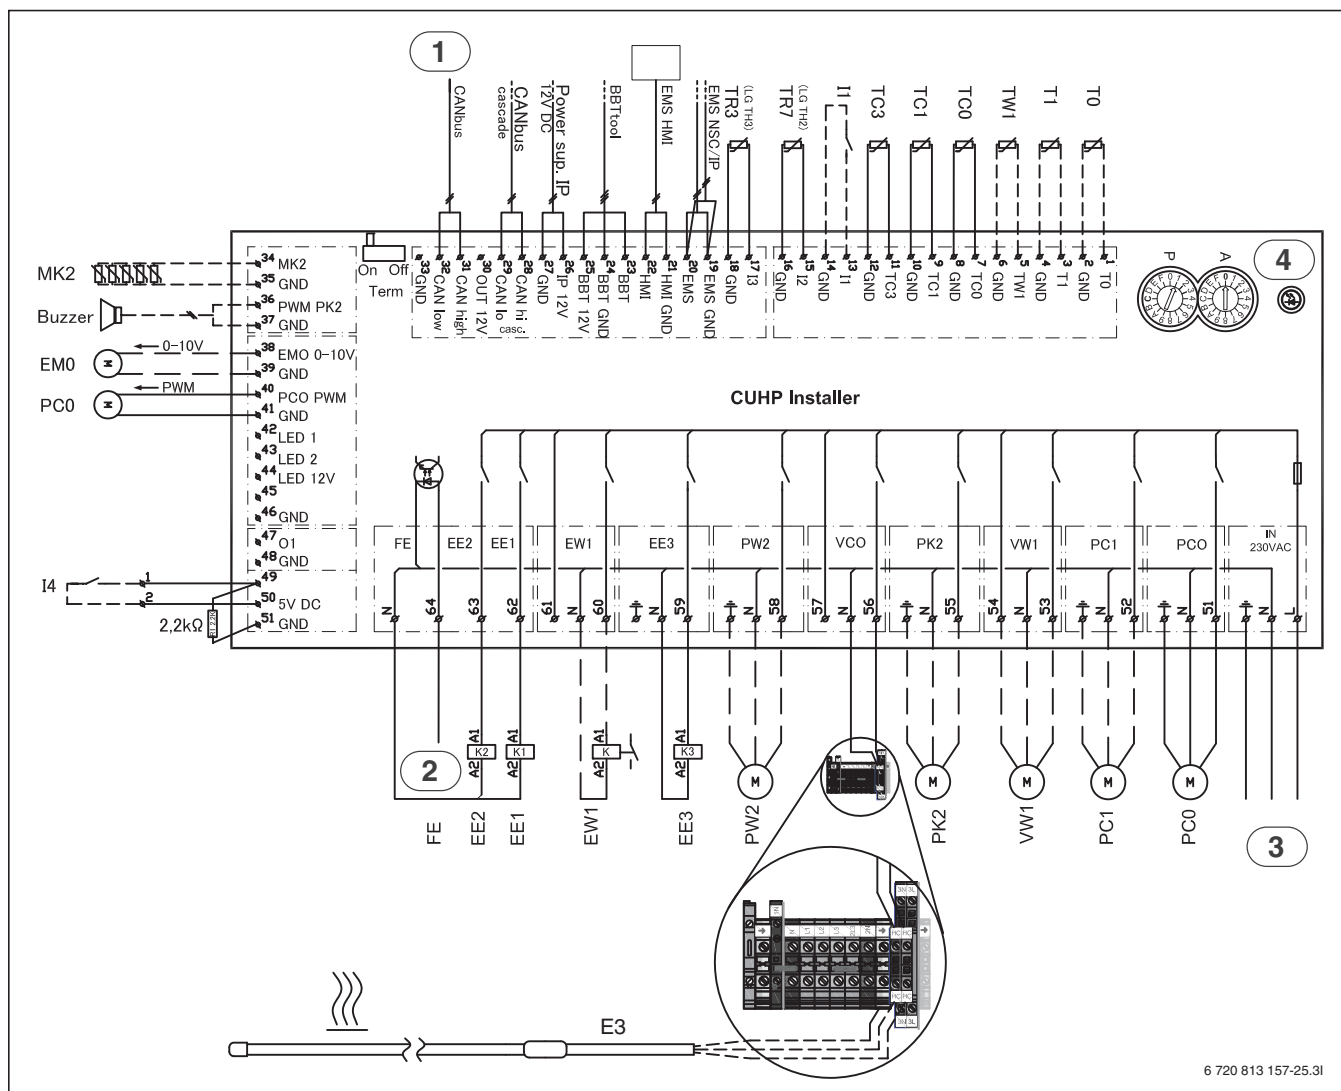 1
CANbus
CANbus
cascade
Power sup. IP
12V DC
BBTtool
EMS HMI
EMS NSC/IP
TR3
(LG TH3)
TR7
(LG TH2)
I1
TC3
TC1
TC0
TW1
T1
T0
MK2
Buzzer
EM0
PC0
0-10V
PWM
34 MK2
35 GND
36 PWM PK2
37 GND
38 EMO 0-10V
39 GND
40 PCO PWM
41 GND
42 LED 1
43 LED 2
44 LED 12V
45
46 GND
47 O1
48 GND
49
50 5V DC
51 GND
I4
1
2
2,2kΩ
On Off
Term
33 GND
32 CAN low
31 CAN high
30 OUT 12V
29 CAN lo
28 CAN hi
casc.
27 GND
26 IP 12V
25 BBT 12V
24 BBT GND
23 BBT
22 HMI
21 HMI GND
20 EMS
19 EMS GND
18 GND
17 I3
16 GND
15 I2
14 GND
13 I1
12 GND
11 TC3
10 GND
9 TC1
8 GND
7 TC0
6 GND
5 TW1
4 GND
3 T1
2 GND
1 T0
P
A
4
CUHP Installer
FE EE2 EE1 EW1 EE3 PW2 VCO PK2 VW1 PC1 PCO IN
230VAC
N 64 63 62 61 N 60 N 59 N 58 57 N 56 N 55 54 N 53 N 52 N 51 N L
A1 K2 A2
A1 K1 A2
A1 K A2
A1 K3 A2
M
M
M
M
M
M
M
2
FE
EE2
EE1
EW1
EE3
PW2
PK2
VW1
PC1
PC0
3
3N 3L
N L1 L2 L3
HC HC
HC HC
3N 3L
E3
6 720 813 157-25.3I